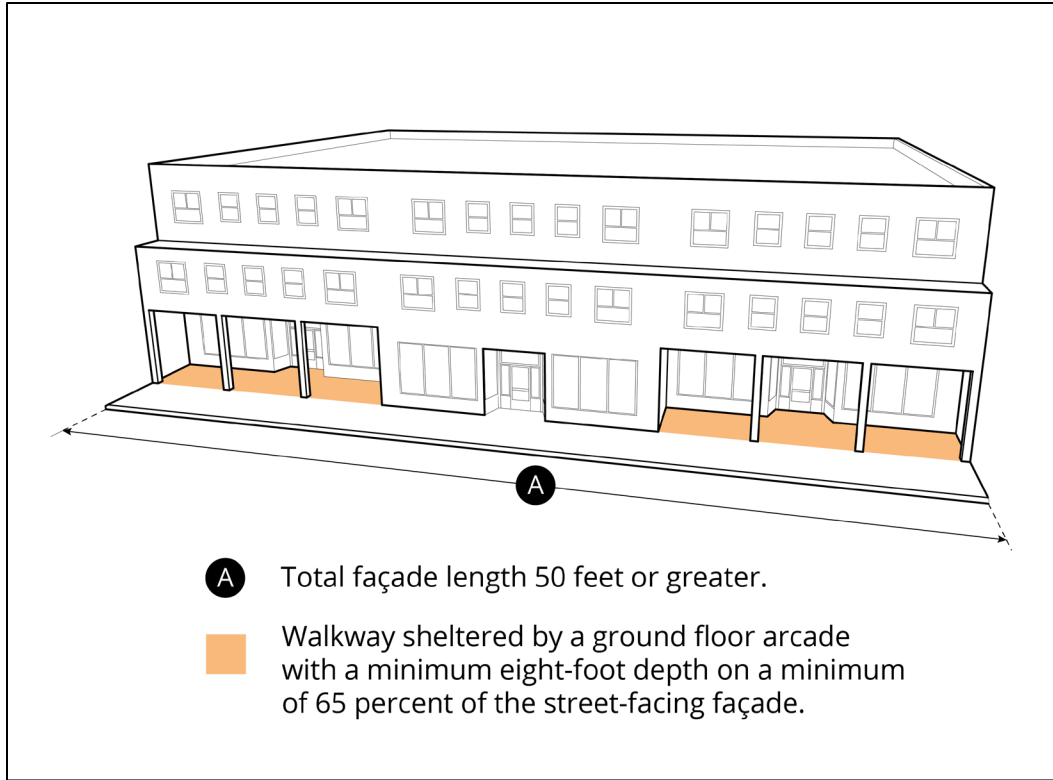 A
A Total façade length 50 feet or greater.
Walkway sheltered by a ground floor arcade
with a minimum eight-foot depth on a minimum
of 65 percent of the street-facing façade.